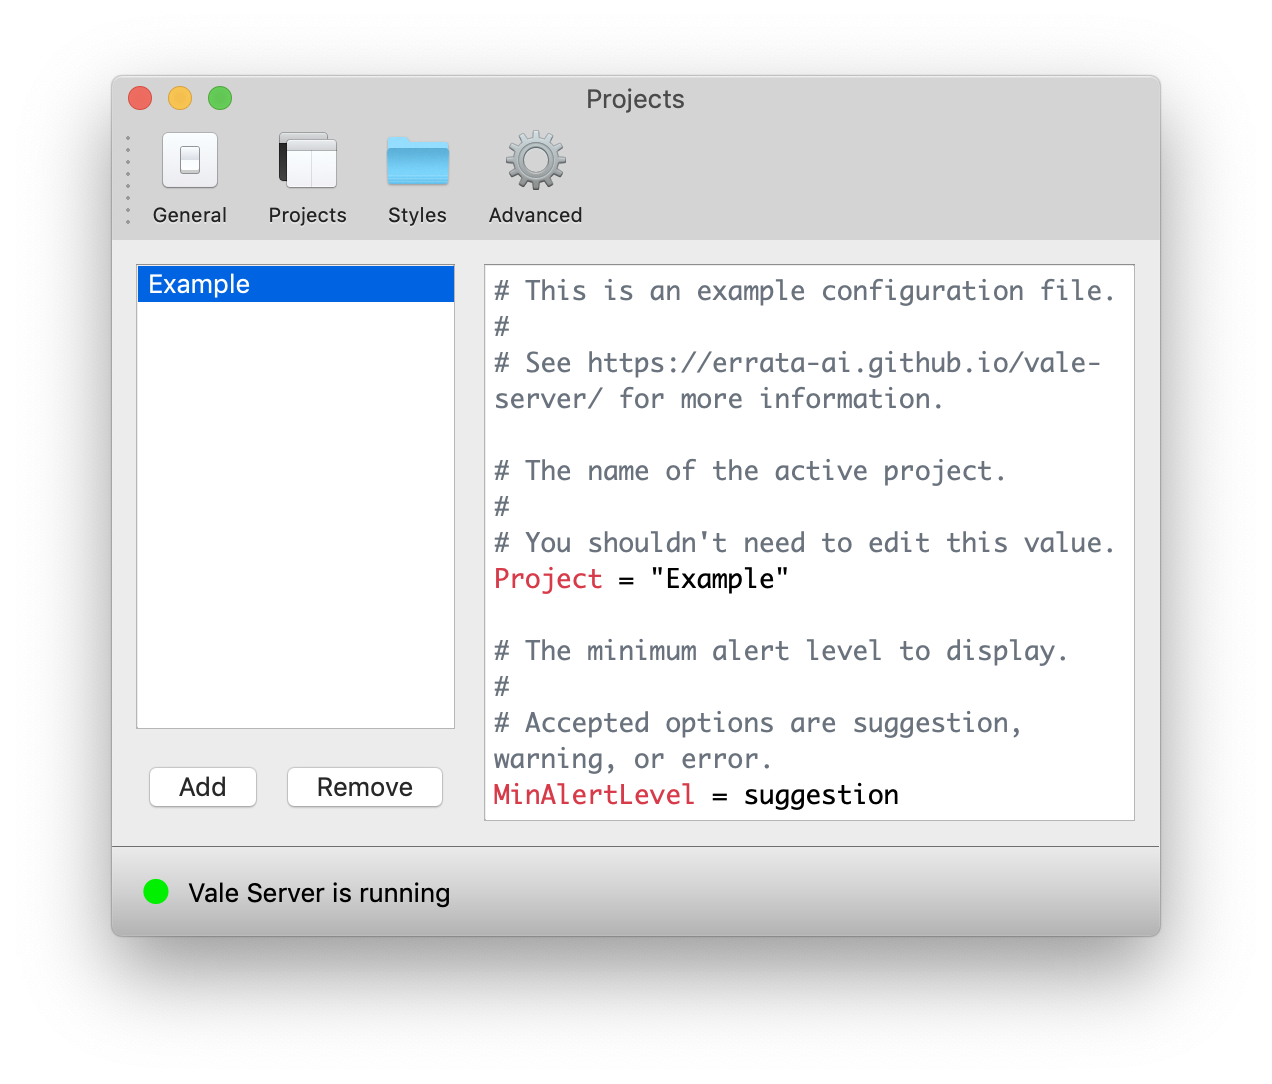 Projects
General
Projects
Styles
Advanced
Example
# This is an example configuration file.
#
# See https://errata-ai.github.io/vale-
server/ for more information.
# The name of the active project.
#
# You shouldn't need to edit this value.
Project = "Example"
# The minimum alert level to display.
#
# Accepted options are suggestion,
warning, or error.
MinAlertLevel = suggestion
Add
Remove
Vale Server is running